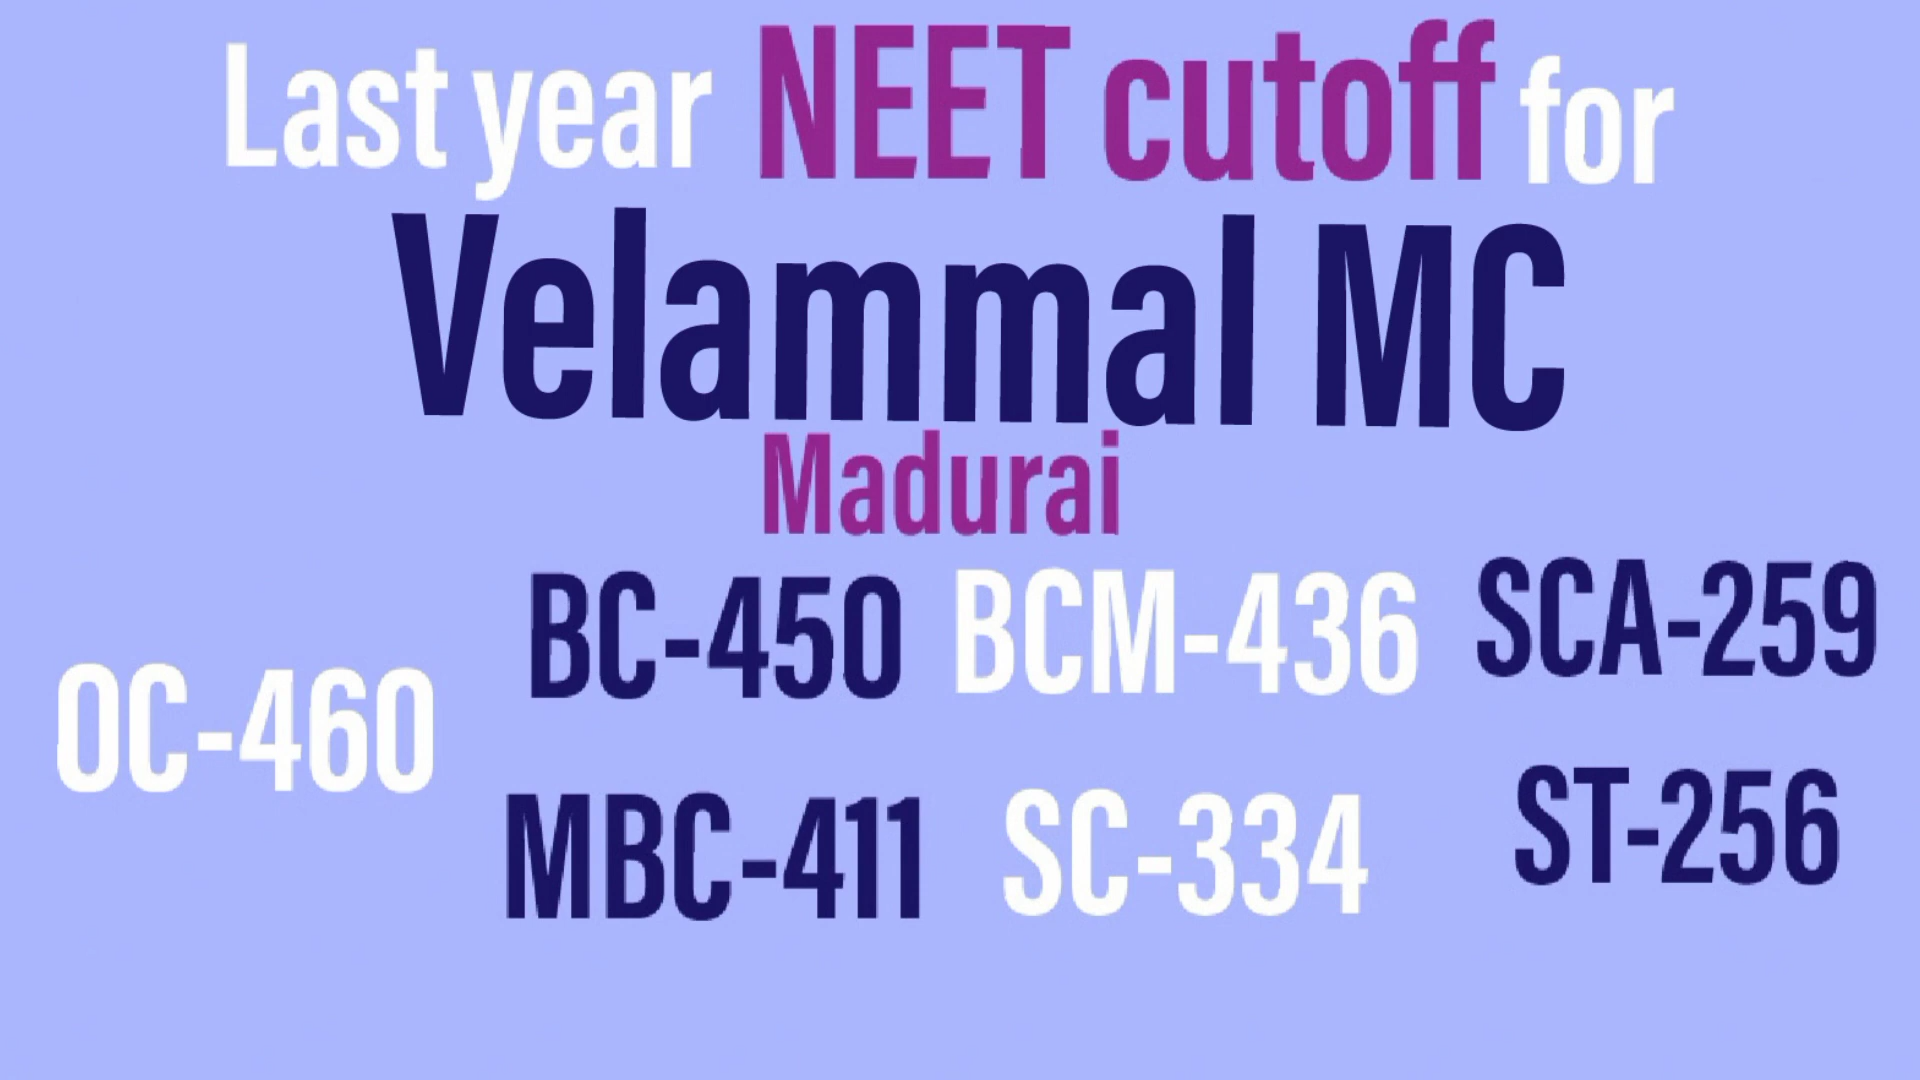 Last year NEET cutoff for
Velammal MC
Madurai
OC-460
BC-450 BCM-436 SCA-259
MBC-411 SC-334 ST-256